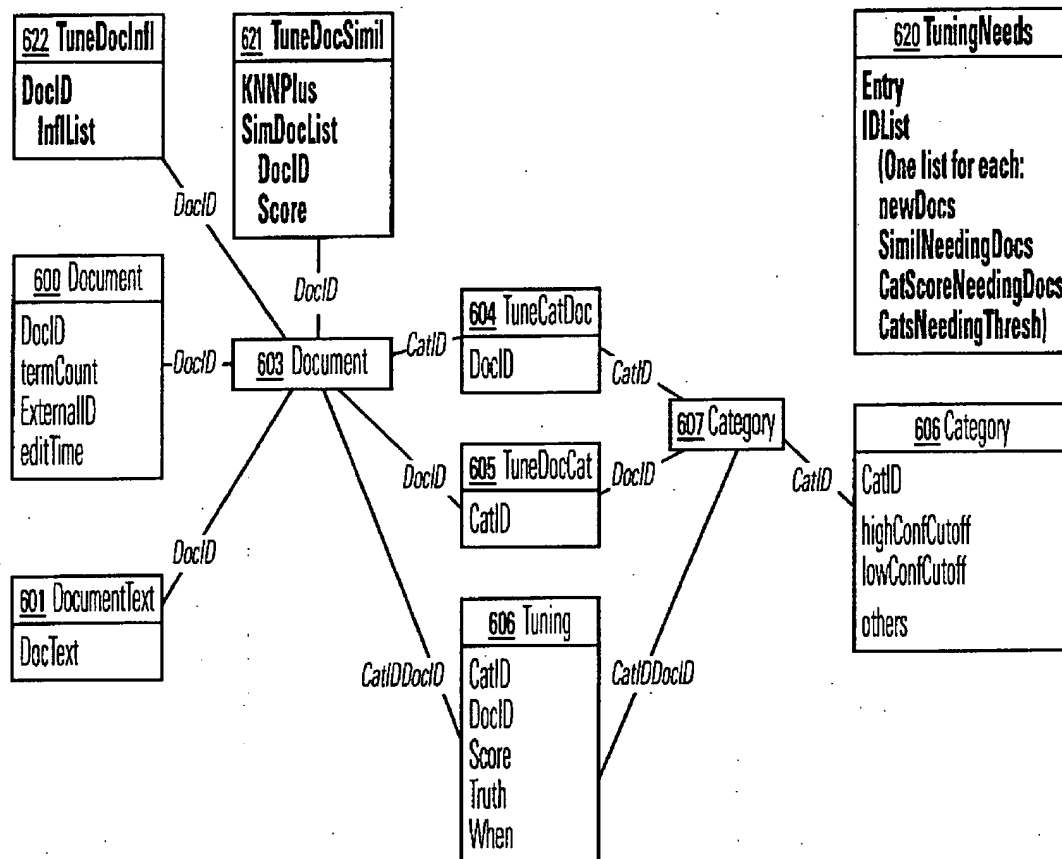 622 TuneDocInfl
DocID
InflList
621 TuneDocSimil
KNNPlus
SimDocList
DocID
Score
620 TuningNeeds
Entry
IDList
(One list for each:
newDocs
SimilNeedingDocs
CatScoreNeedingDocs
CatsNeedingThresh)
DocID
DocID
600 Document
DocID
termCount
ExternalID
editTime
DocID
603 Document
CatID
604 TuneCatDoc
DocID
CatID
607 Category
CatID
606 Category
CatID
highConfCutoff
lowConfCutoff
others
DocID
605 TuneDocCat
CatID
DocID
DocID
601 DocumentText
DocText
CatIDDocID
606 Tuning
CatID
DocID
Score
Truth
When
CatIDDocID